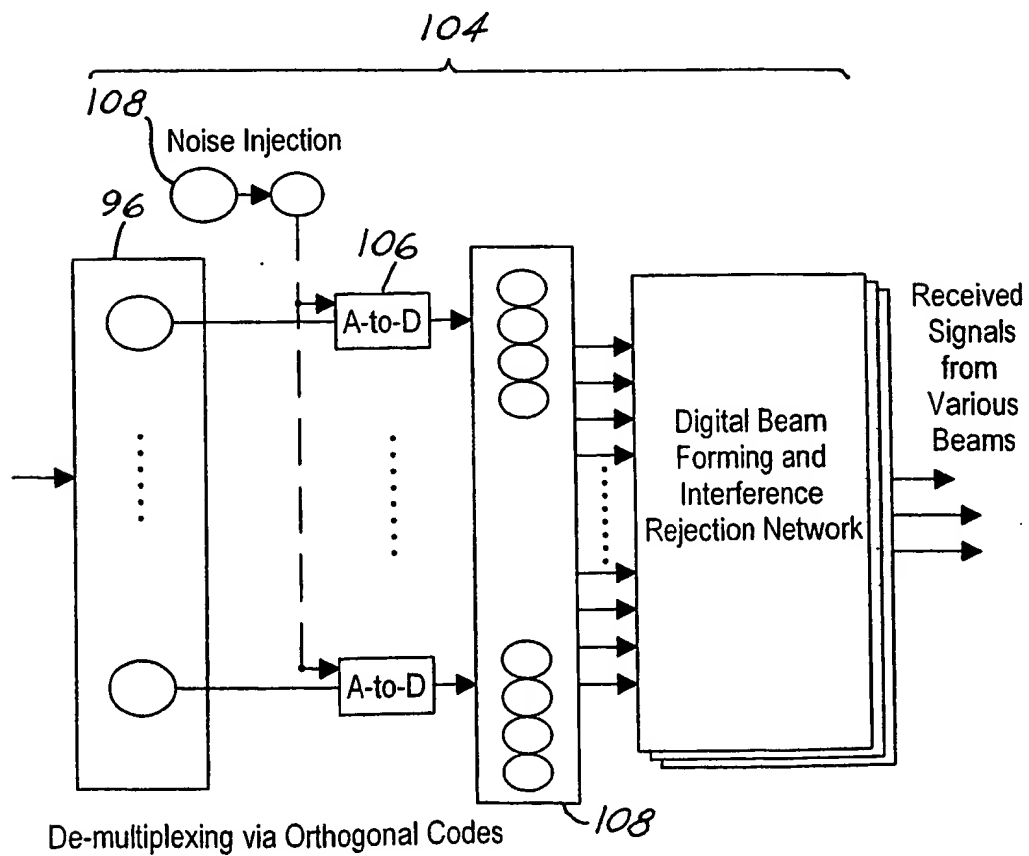 104
108
Noise Injection
96
106
A-to-D
Received
Signals
from
Various
Beams
Digital Beam
Forming and
Interference
Rejection Network
A-to-D
108
De-multiplexing via Orthogonal Codes